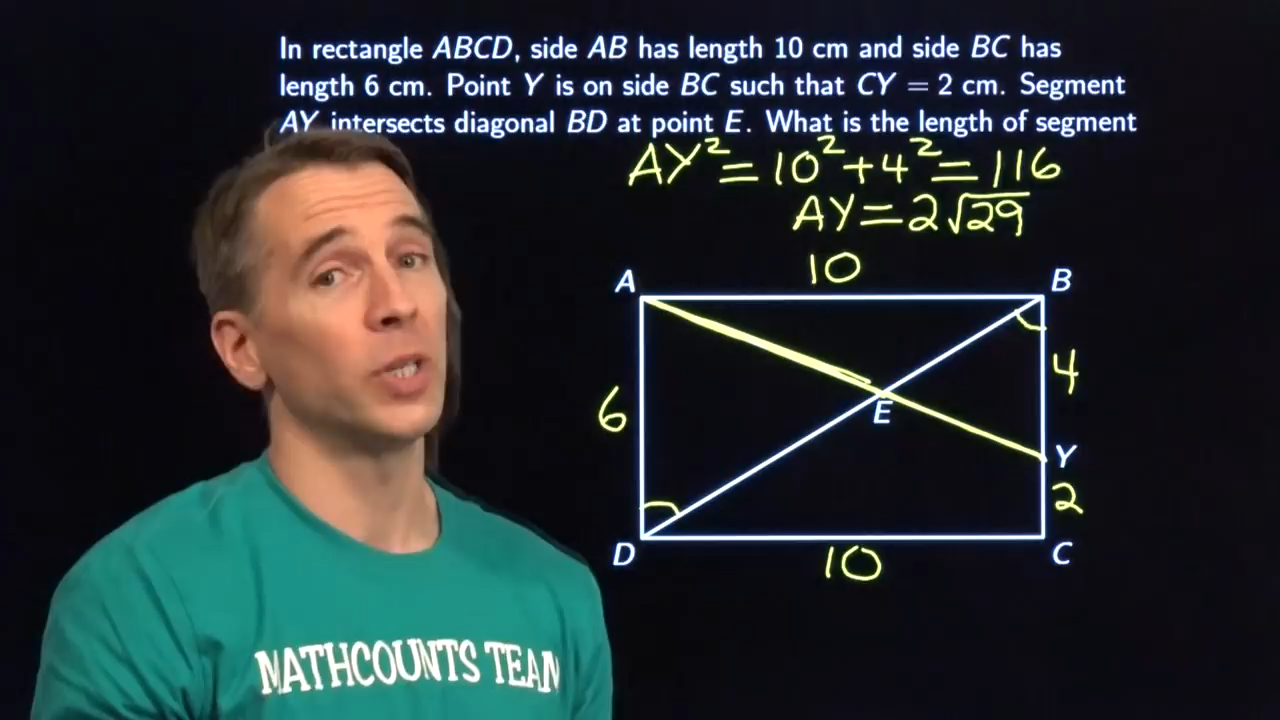 In rectangle ABCD, side AB has length 10 cm and side BC has
length 6 cm. Point Y is on side BC such that CY = 2 cm. Segment
AY intersects diagonal BD at point E. What is the length of segment
AY² = 10² + 4² = 116
AY = 2√29
10
A
B
6
4
E
Y
2
D
10
C
MATHCOUNTS TEAM